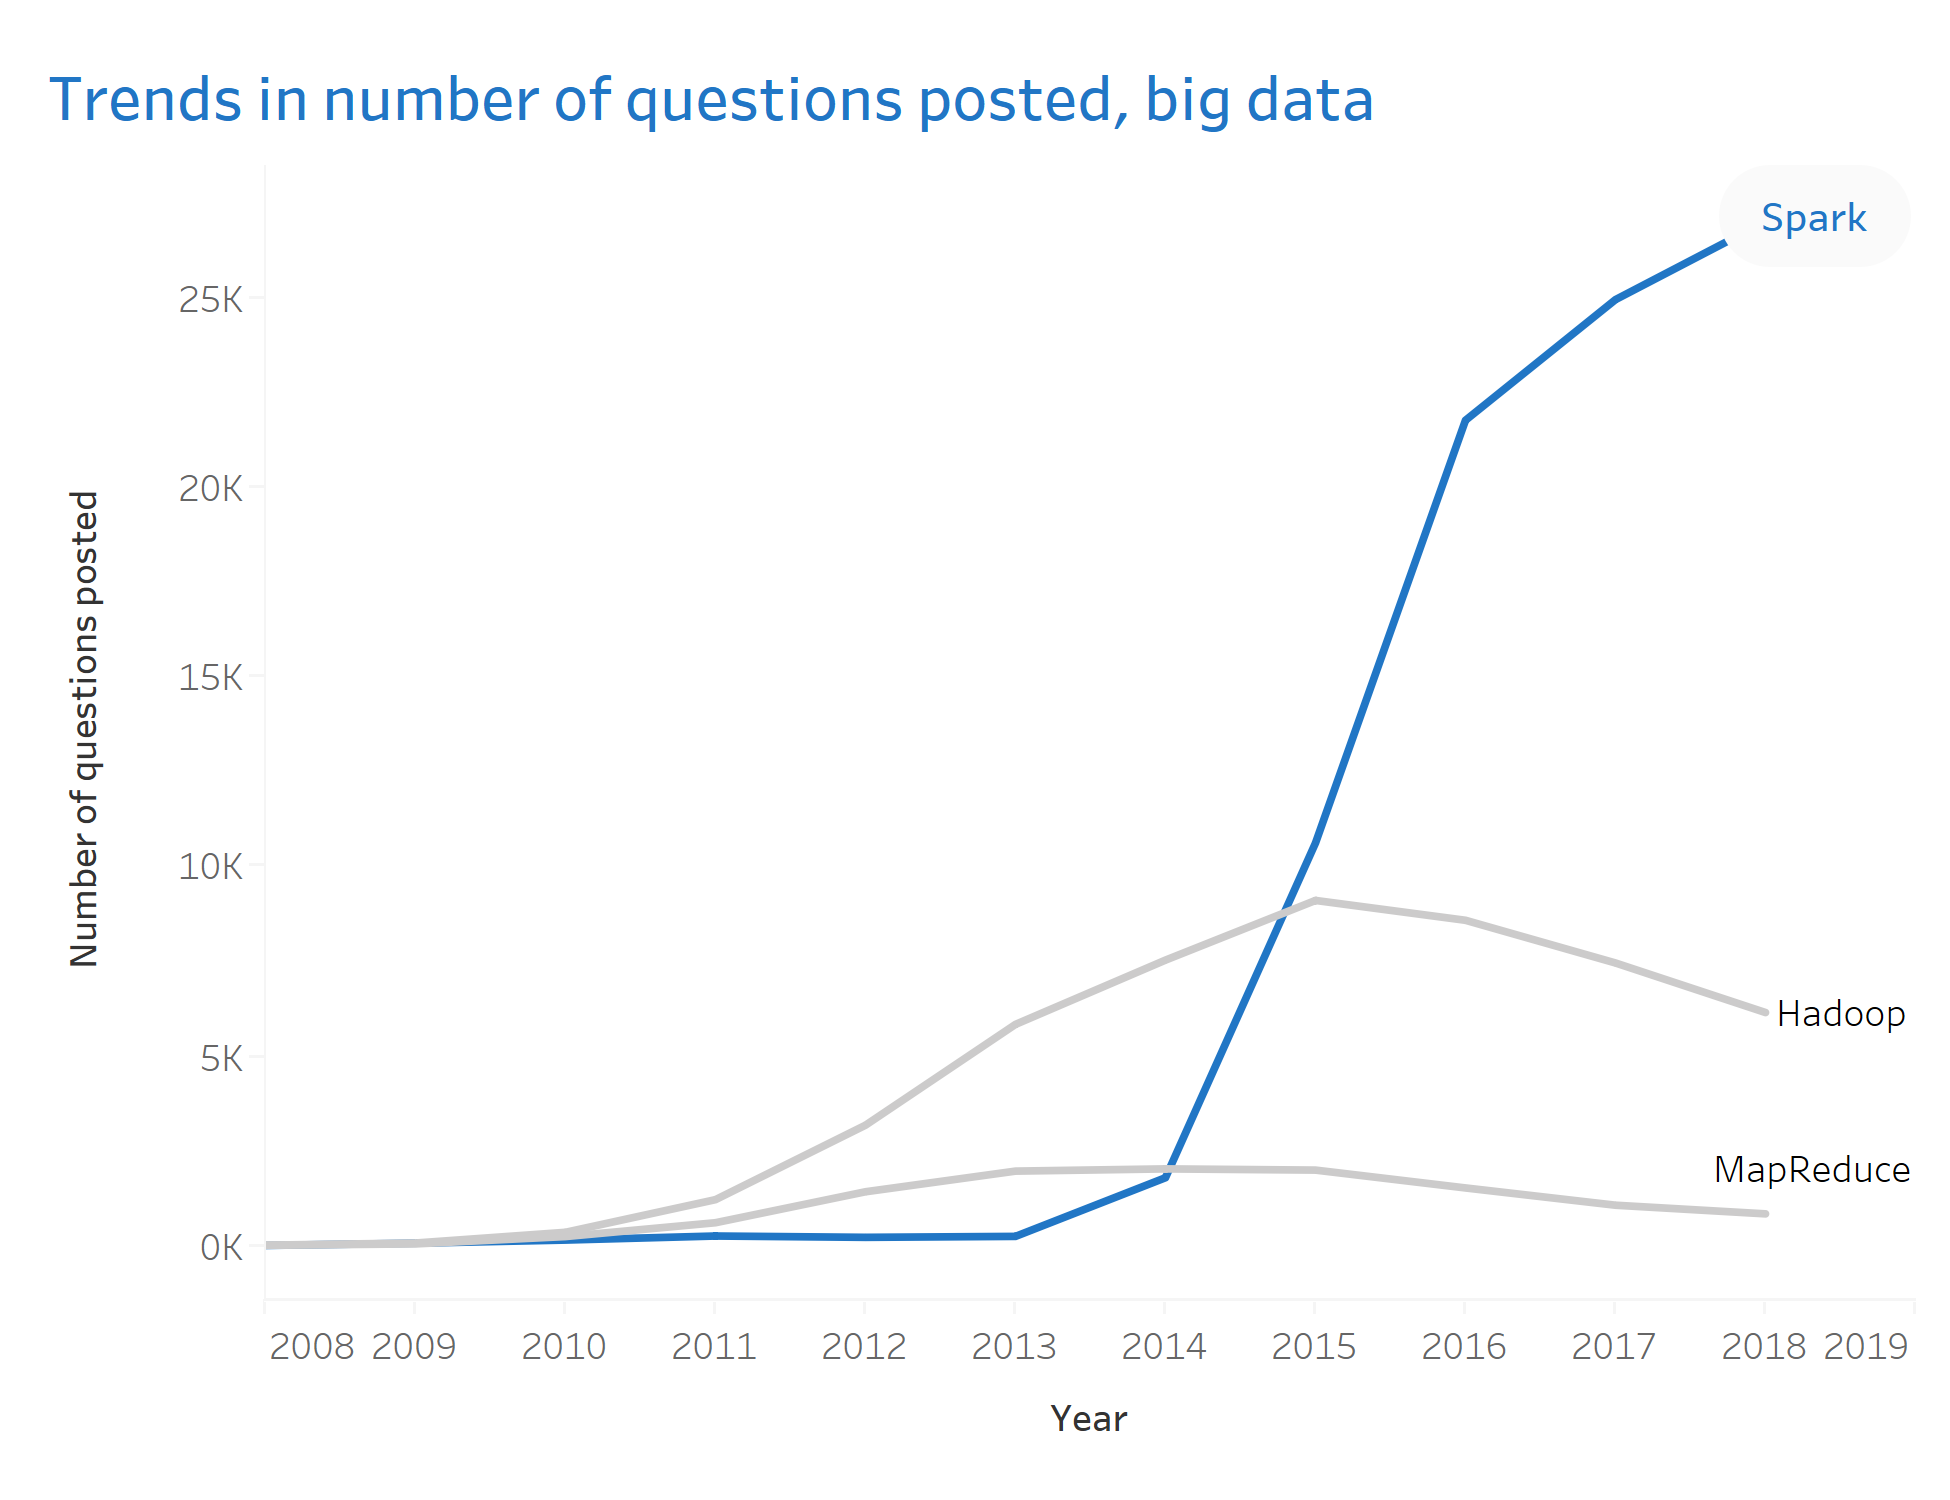 Trends in number of questions posted, big data
Spark
25K
20K
15K
10K
5K
0K
Number of questions posted
Hadoop
MapReduce
2008 2009 2010 2011 2012 2013 2014 2015 2016 2017 2018 2019
Year